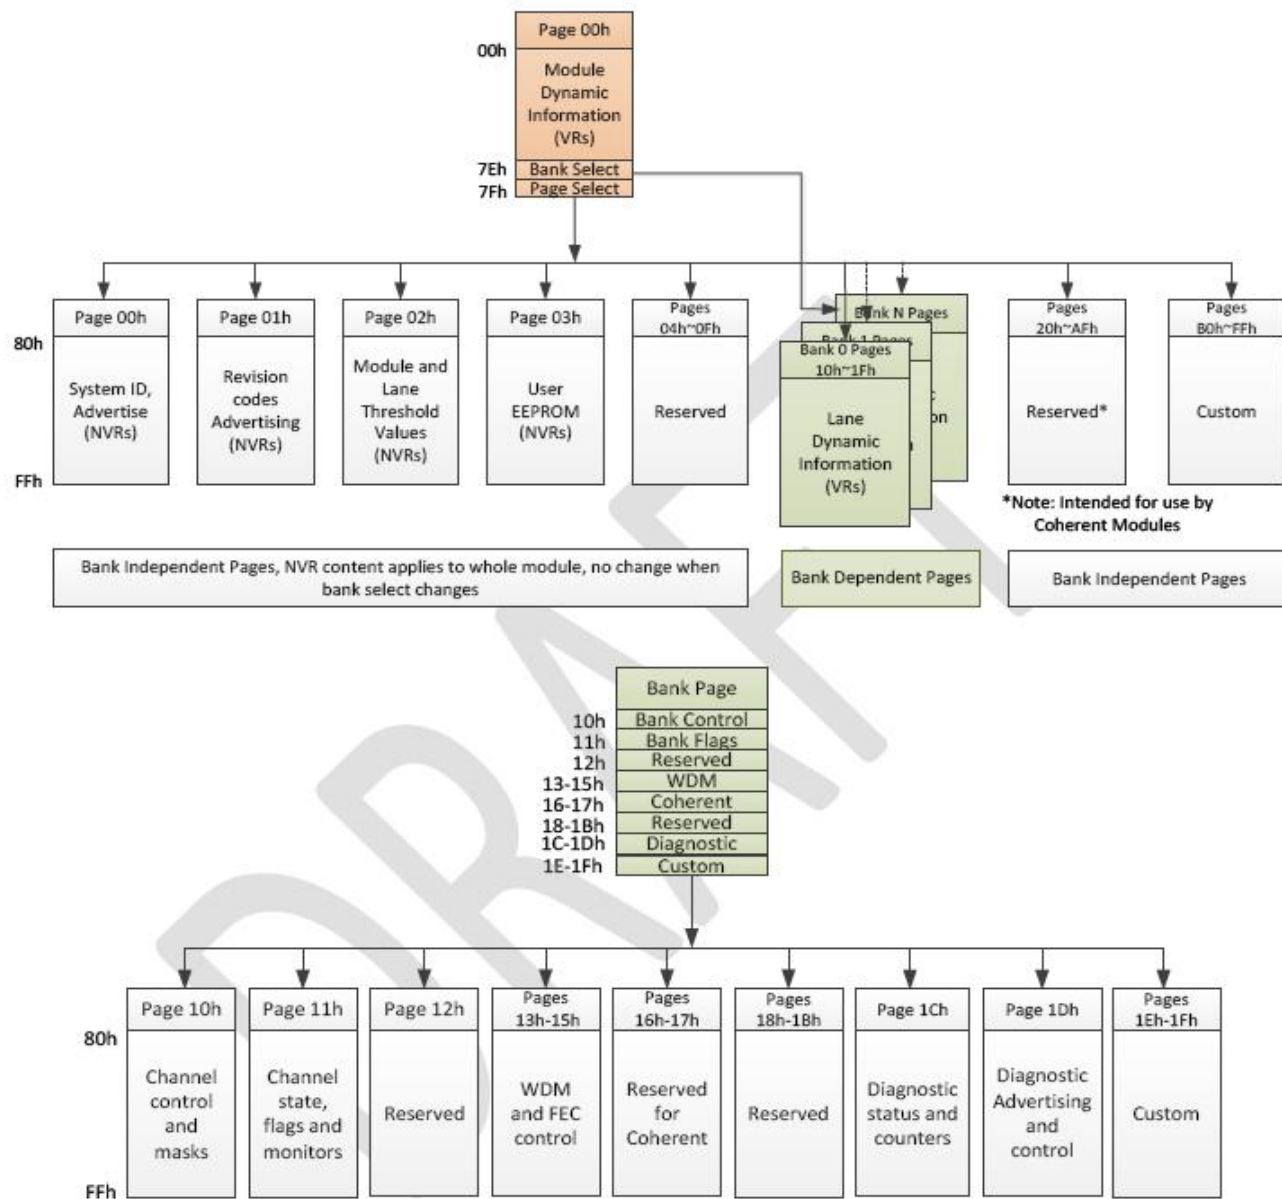 Page 00h
00h
Module
Dynamic
Information
(VRs)
7Eh
Bank Select
7Fh
Page Select
Page 00h
Page 01h
Page 02h
Page 03h
Pages
04h~0Fh
Bank N Pages
Bank 1 Pages
Bank 0 Pages
10h~1Fh
Pages
20h~AFh
Pages
B0h~FFh
80h
System ID,
Advertise
(NVRs)
Revision
codes
Advertising
(NVRs)
Module and
Lane
Threshold
Values
(NVRs)
User
EEPROM
(NVRs)
Reserved
Lane
Dynamic
Information
(VRs)
c
on
Reserved*
Custom
FFh
*Note: Intended for use by
Coherent Modules
Bank Independent Pages, NVR content applies to whole module, no change when
bank select changes
Bank Dependent Pages
Bank Independent Pages
Bank Page
10h
Bank Control
11h
Bank Flags
12h
Reserved
13-15h
WDM
16-17h
Coherent
18-1Bh
Reserved
1C-1Dh
Diagnostic
1E-1Fh
Custom
Page 10h
Page 11h
Page 12h
Pages
13h-15h
Pages
16h-17h
Pages
18h-1Bh
Page 1Ch
Page 1Dh
Pages
1Eh-1Fh
80h
Channel
control
and
masks
Channel
state,
flags and
monitors
Reserved
WDM
and FEC
control
Reserved
for
Coherent
Reserved
Diagnostic
status and
counters
Diagnostic
Advertising
and
control
Custom
FFh
DRAFT